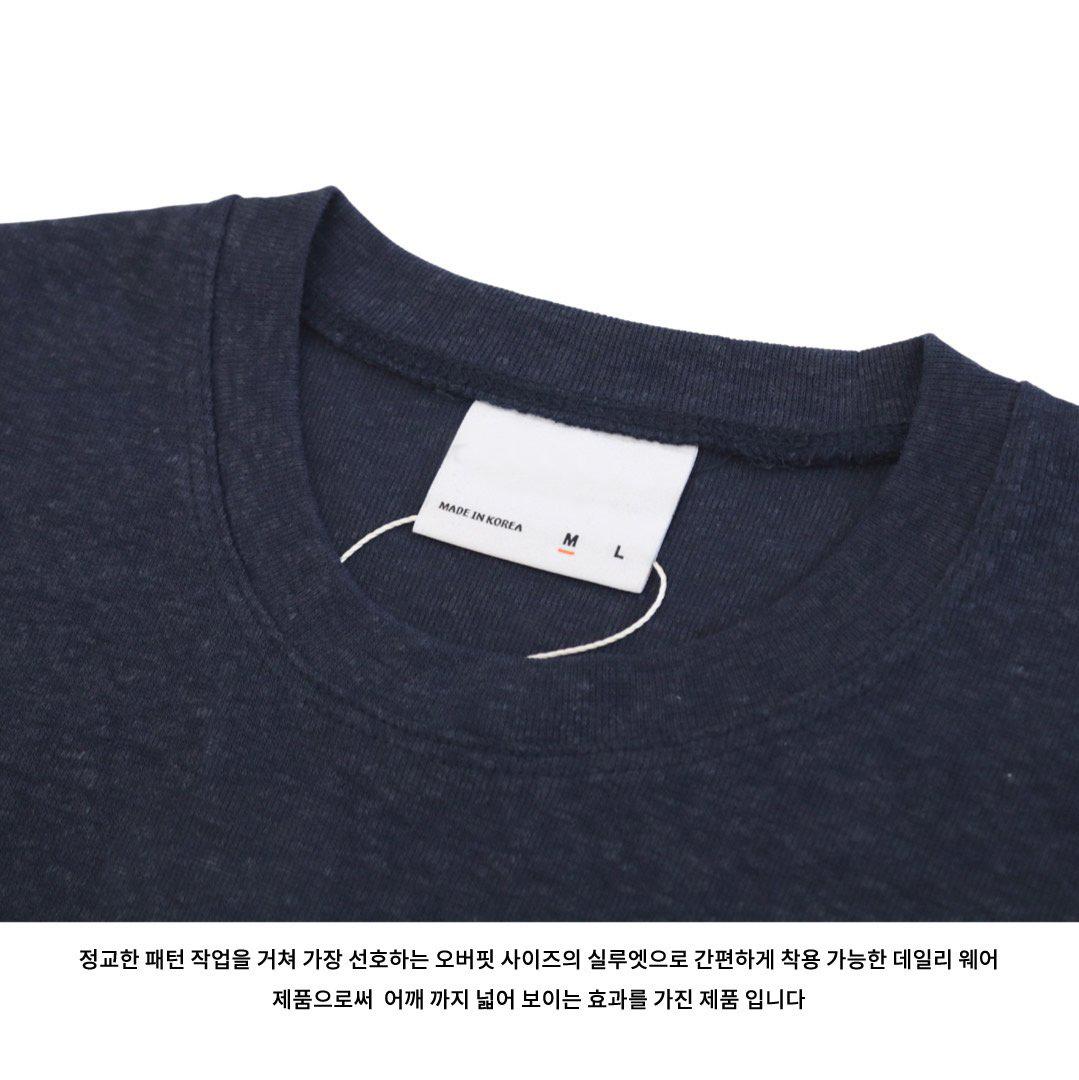 MADE IN KOREA
M L
정교한 패턴 작업을 거쳐 가장 선호하는 오버핏 사이즈의 실루엣으로 간편하게 착용 가능한 데일리 웨어
제품으로써 어깨 까지 넓어 보이는 효과를 가진 제품 입니다